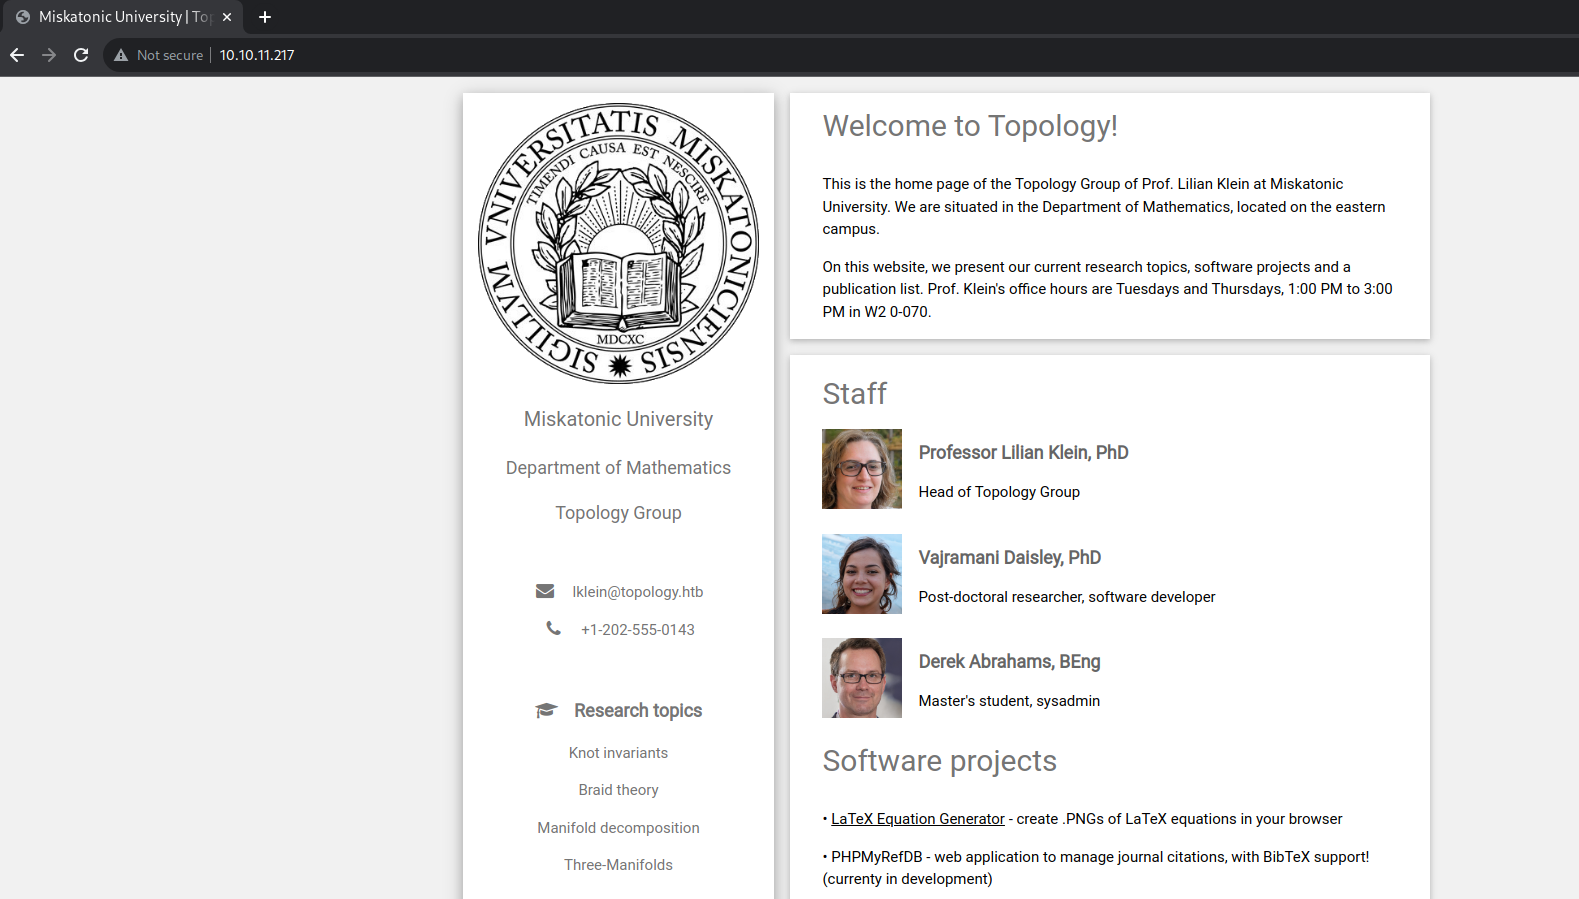 Miskatonic University | To
Not secure
10.10.11.217
VNIVERSITATIS MISKATONICIENSIS SIGILLVM
TIMENDI CAUSA EST NESCIRE
MDCXC
Miskatonic University
Department of Mathematics
Topology Group
lklein@topology.htb
+1-202-555-0143
Research topics
Knot invariants
Braid theory
Manifold decomposition
Three-Manifolds
Welcome to Topology!
This is the home page of the Topology Group of Prof. Lilian Klein at Miskatonic
University. We are situated in the Department of Mathematics, located on the eastern
campus.
On this website, we present our current research topics, software projects and a
publication list. Prof. Klein's office hours are Tuesdays and Thursdays, 1:00 PM to 3:00
PM in W2 0-070.
Staff
Professor Lilian Klein, PhD
Head of Topology Group
Vajramani Daisley, PhD
Post-doctoral researcher, software developer
Derek Abrahams, BEng
Master's student, sysadmin
Software projects
• LaTeX Equation Generator - create .PNGs of LaTeX equations in your browser
• PHPMyRefDB - web application to manage journal citations, with BibTeX support!
(currenty in development)